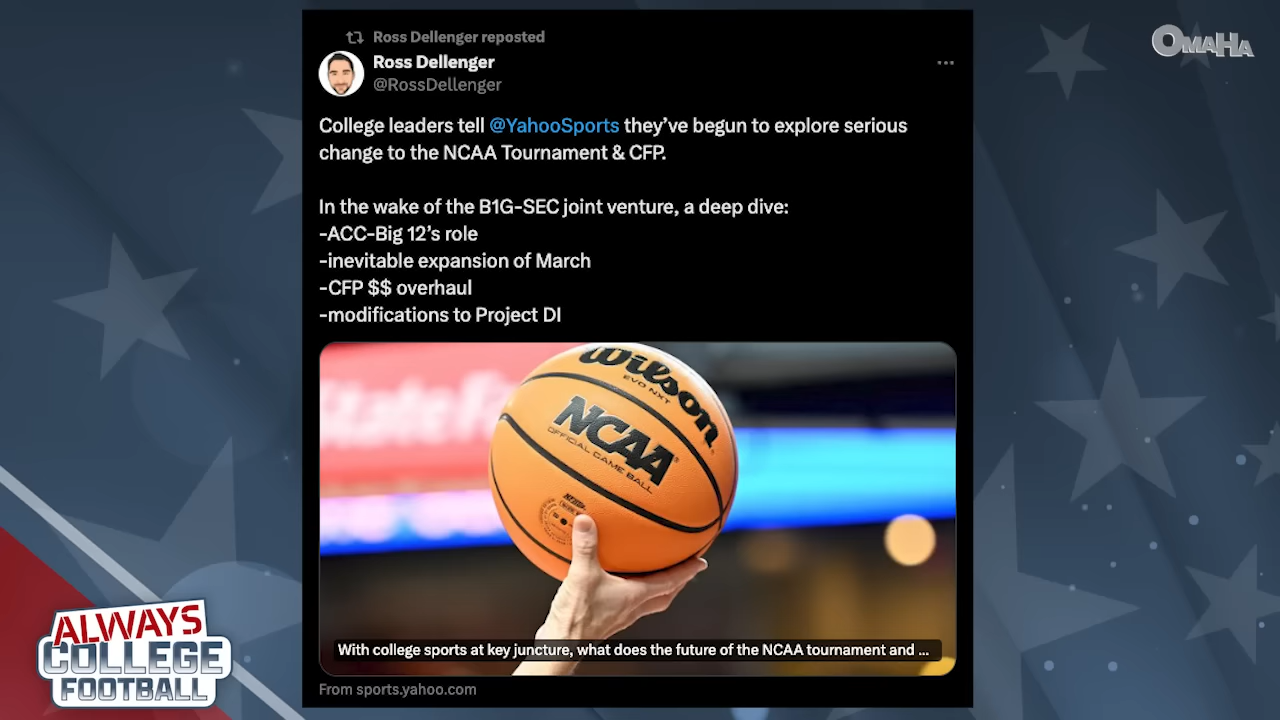 OMAHA
Ross Dellenger reposted
Ross Dellenger
@RossDellenger
College leaders tell @YahooSports they've begun to explore serious
change to the NCAA Tournament & CFP.
In the wake of the B1G-SEC joint venture, a deep dive:
-ACC-Big 12's role
-inevitable expansion of March
-CFP $$ overhaul
-modifications to Project DI
StateFa
Wilson
EVO NXT
NCAA
OFFICIAL GAME BALL
With college sports at key juncture, what does the future of the NCAA tournament and ...
From sports.yahoo.com
ALWAYS
COLLEGE
FOOTBALL